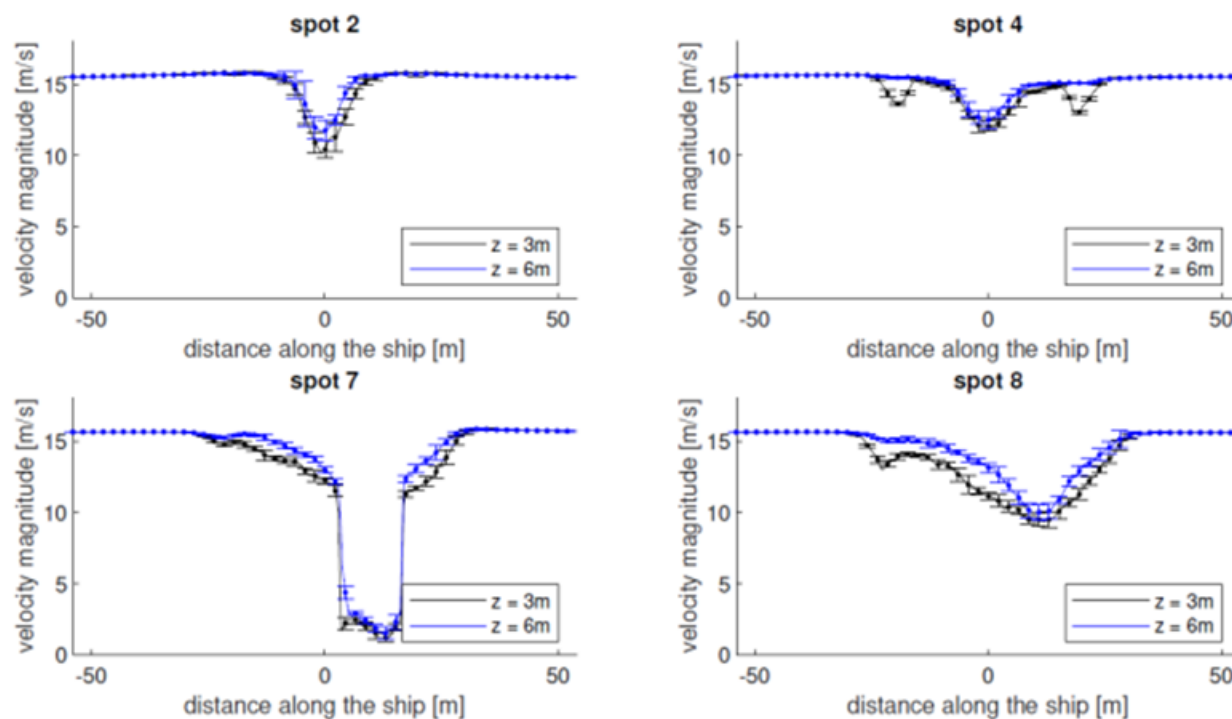 spot 2
velocity magnitude [m/s]
15
10
5
0
-50
0
50
distance along the ship [m]
z = 3m
z = 6m
spot 4
velocity magnitude [m/s]
15
10
5
0
-50
0
50
distance along the ship [m]
z = 3m
z = 6m
spot 7
velocity magnitude [m/s]
15
10
5
0
-50
0
50
distance along the ship [m]
z = 3m
z = 6m
spot 8
velocity magnitude [m/s]
15
10
5
0
-50
0
50
distance along the ship [m]
z = 3m
z = 6m